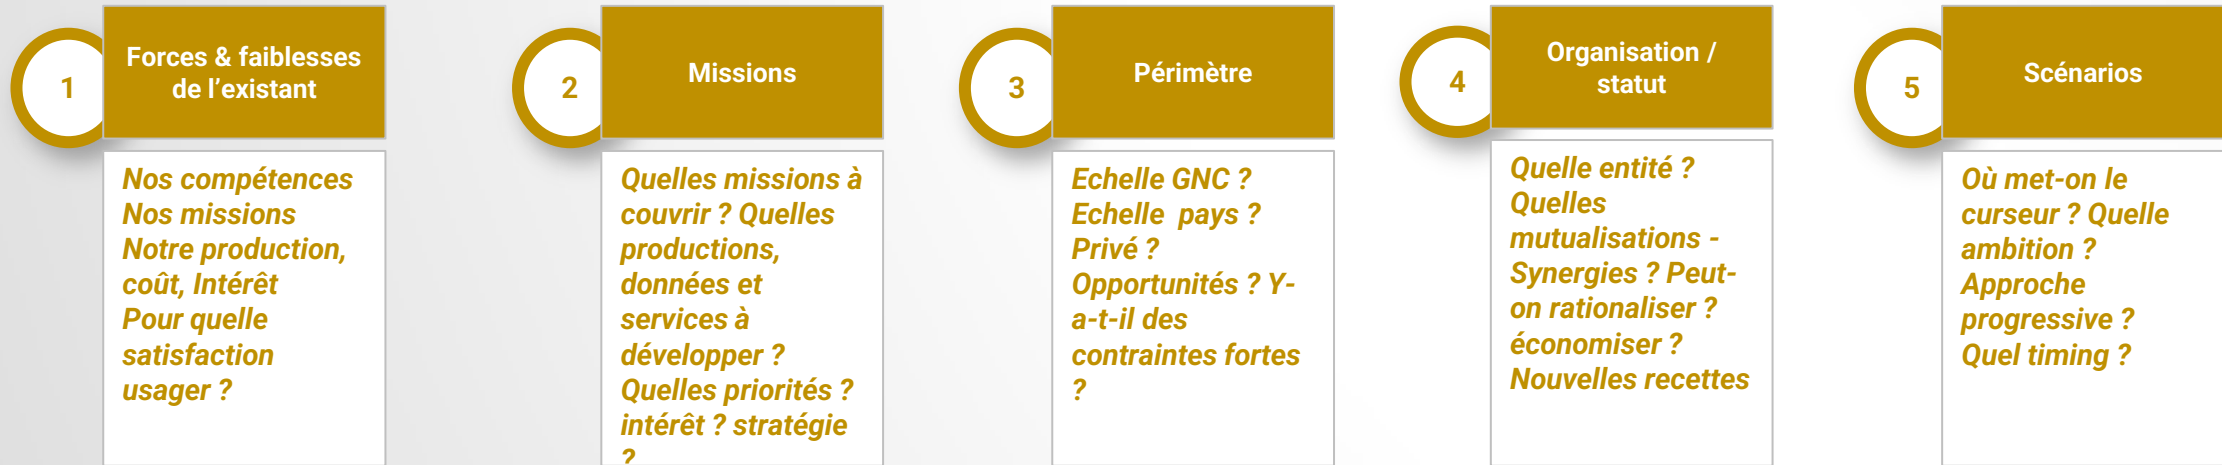 1
Forces & faiblesses
de l’existant
Nos compétences
Nos missions
Notre production,
coût, Intérêt
Pour quelle
satisfaction
usager ?
2
Missions
Quelles missions à
couvrir ? Quelles
productions,
données et
services à
développer ?
Quelles priorités ?
intérêt ? stratégie
?
3
Périmètre
Echelle GNC ?
Echelle pays ?
Privé ?
Opportunités ? Y-
a-t-il des
contraintes fortes
?
4
Organisation /
statut
Quelle entité ?
Quelles
mutualisations -
Synergies ? Peut-
on rationaliser ?
économiser ?
Nouvelles recettes
5
Scénarios
Où met-on le
curseur ? Quelle
ambition ?
Approche
progressive ?
Quel timing ?